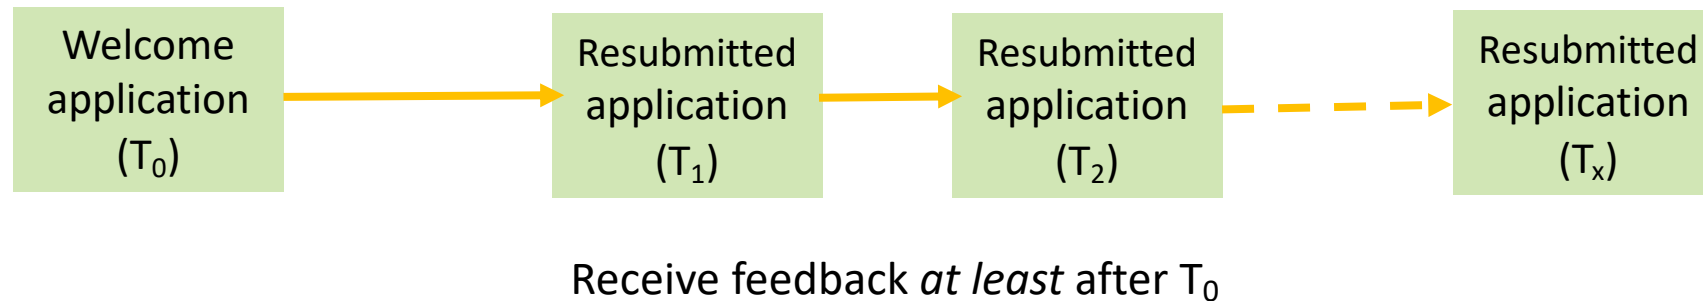 Welcome
application
(T₀)
Resubmitted
application
(T₁)
Resubmitted
application
(T₂)
Resubmitted
application
(Tₓ)
Receive feedback at least after T₀